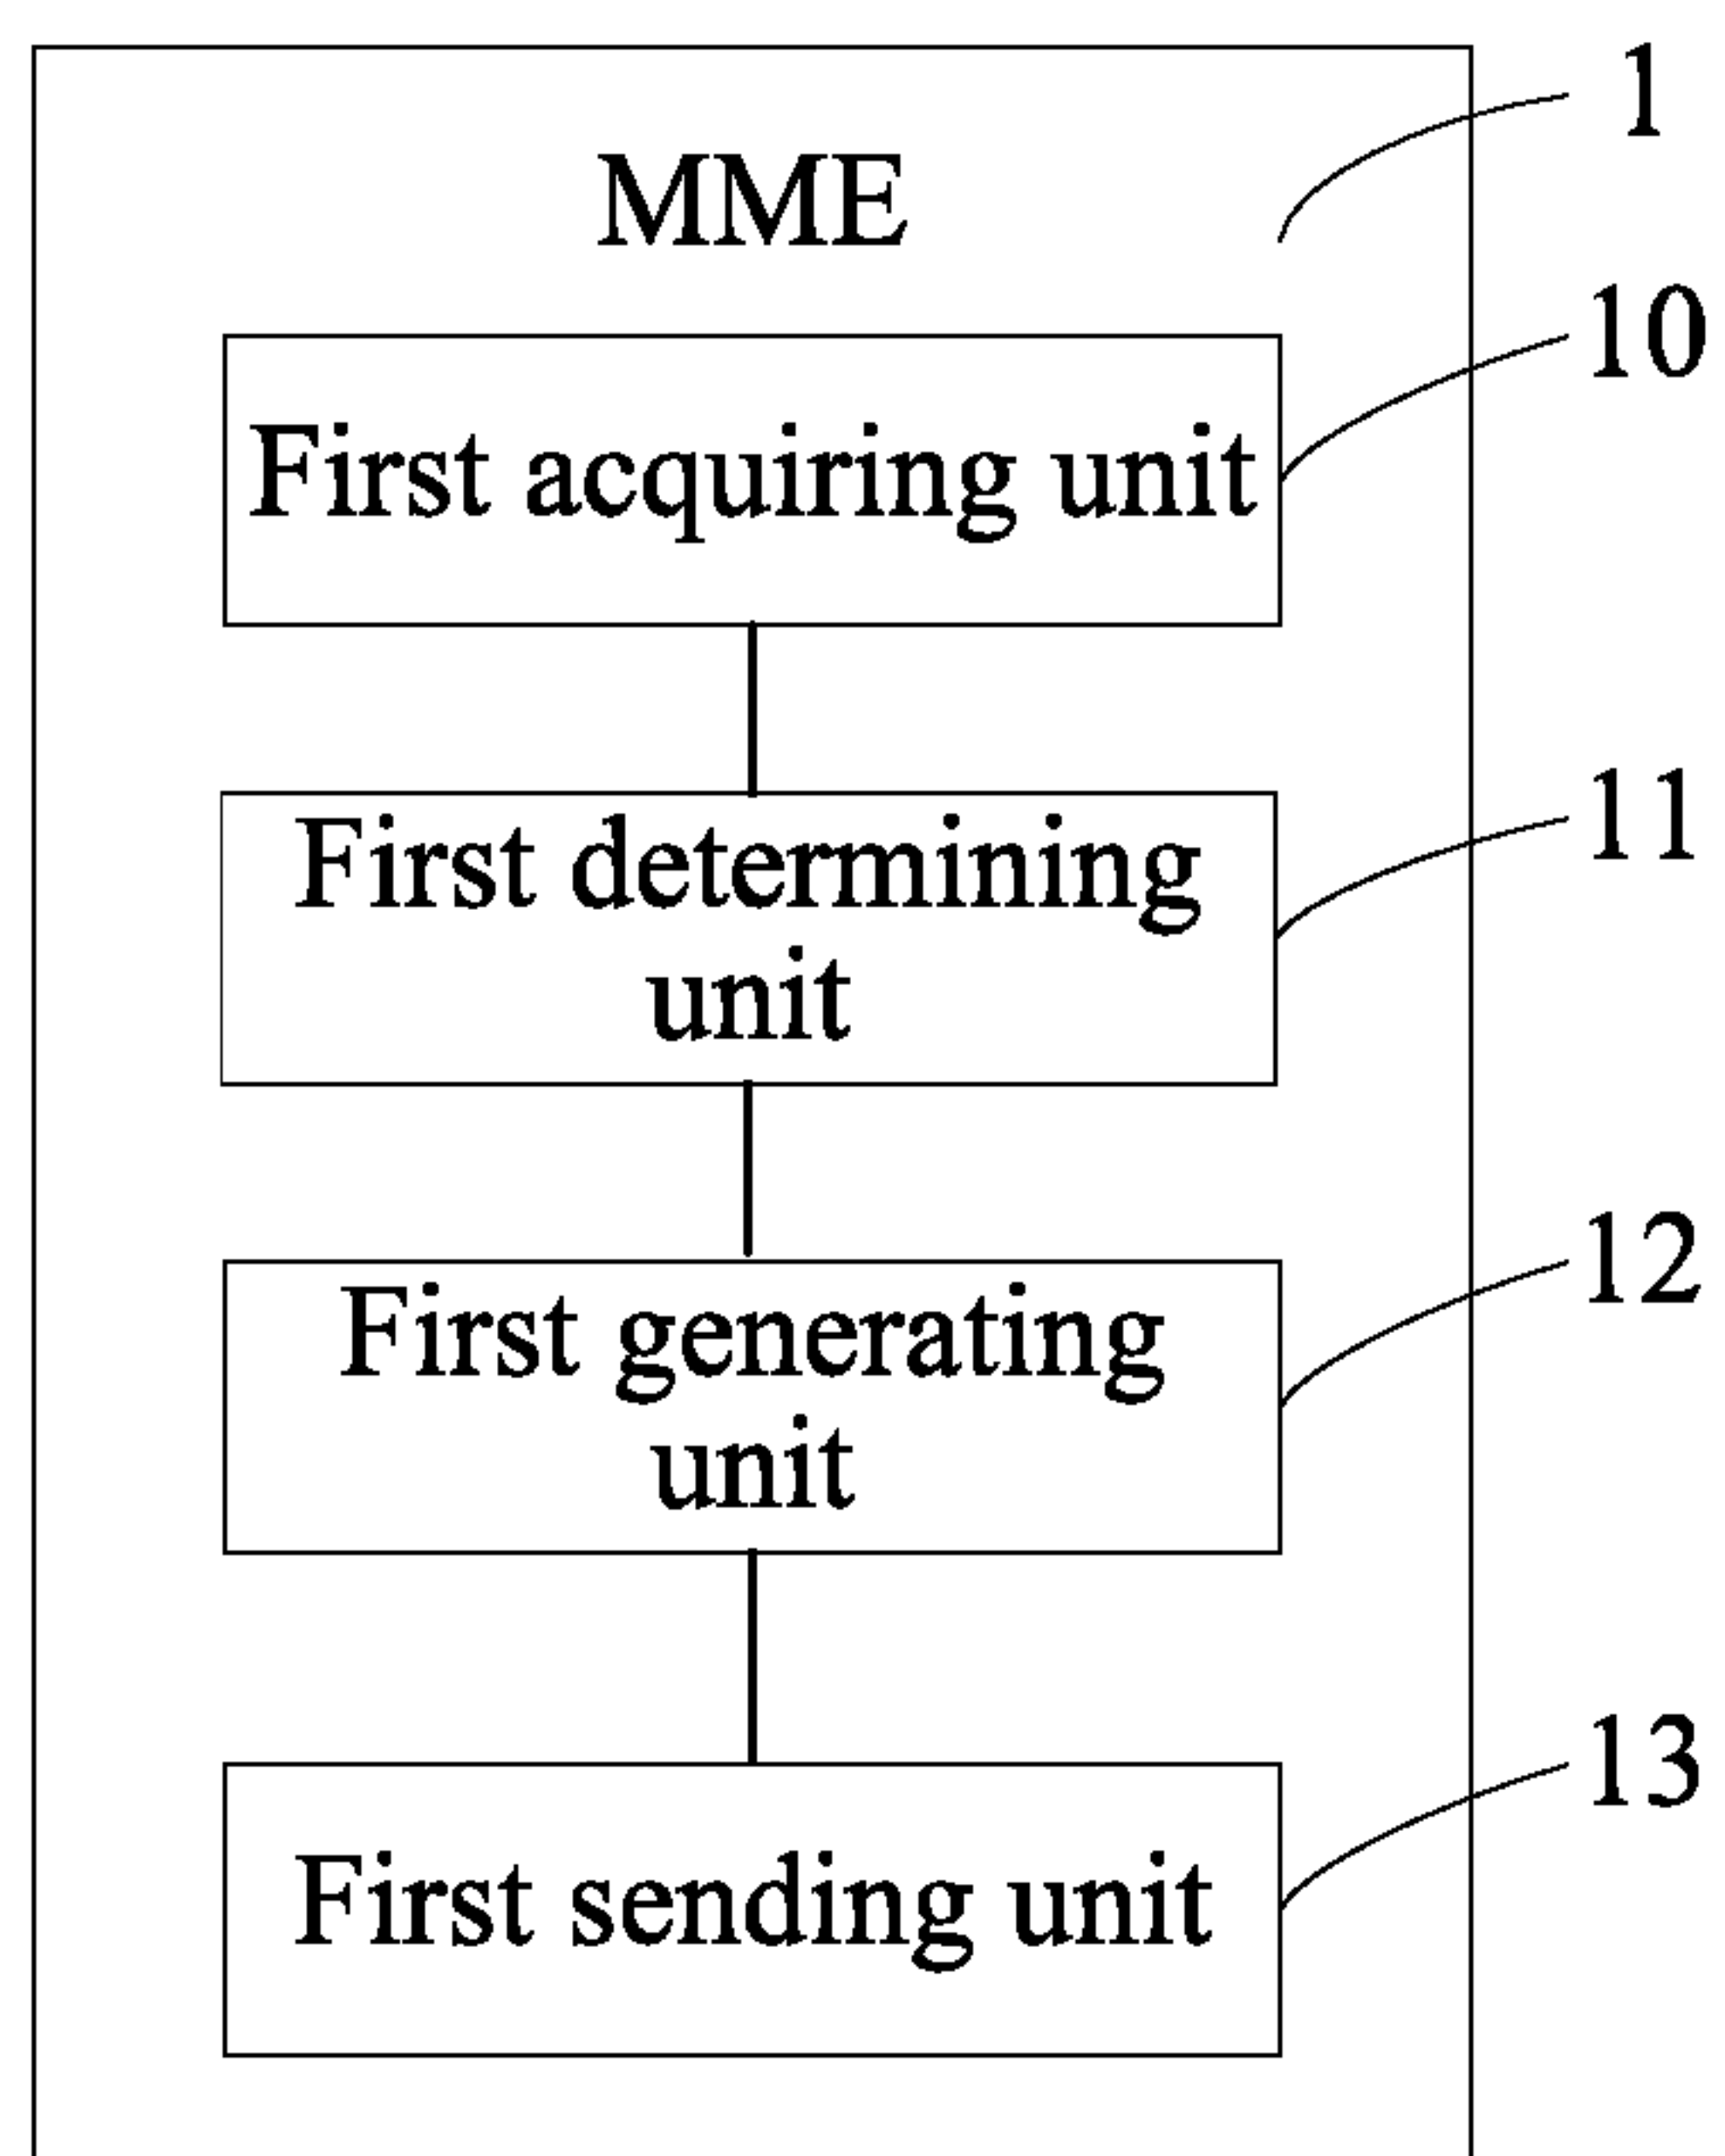 1
MME
10
First acquiring unit
11
First determining
unit
12
First generating
unit
13
First sending unit